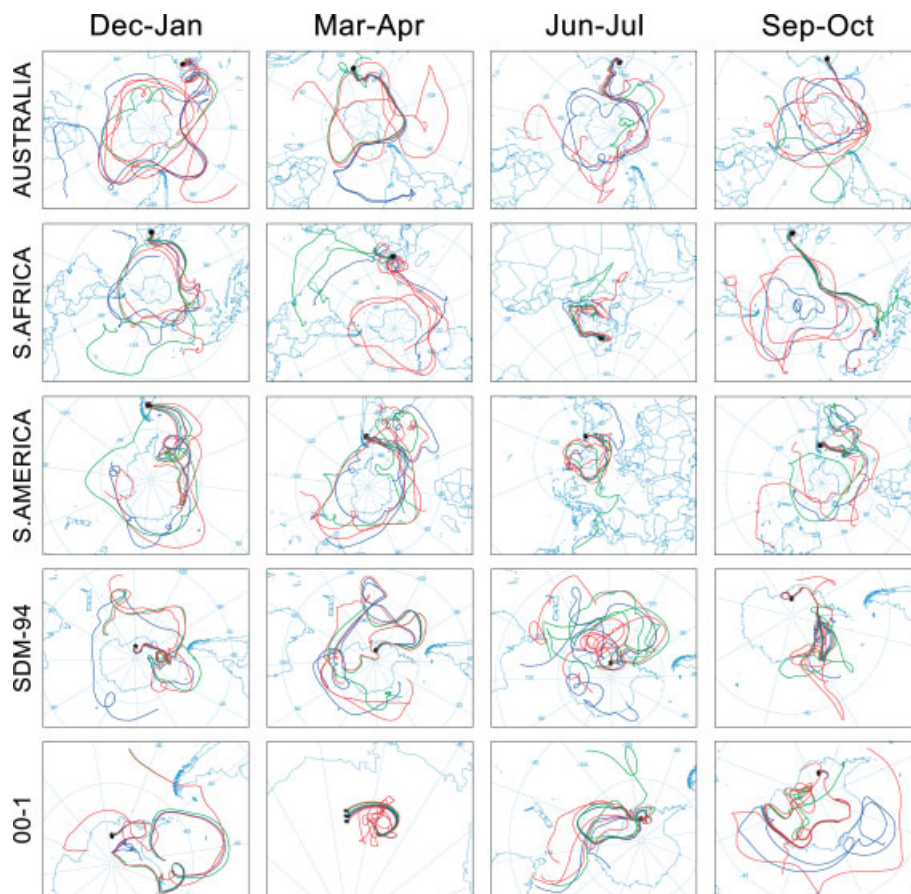 Dec-Jan Mar-Apr Jun-Jul Sep-Oct
AUSTRALIA
S.AFRICA
S.AMERICA
SDM-94
00-1